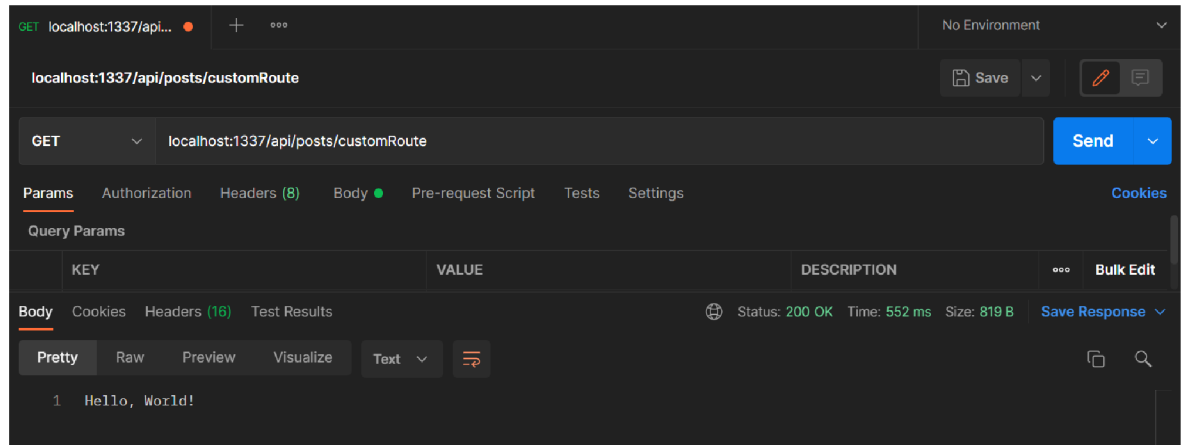 GET localhost:1337/api... No Environment
localhost:1337/api/posts/customRoute Save
GET localhost:1337/api/posts/customRoute Send
Params Authorization Headers (8) Body Pre-request Script Tests Settings Cookies
Query Params
KEY VALUE DESCRIPTION Bulk Edit
Body Cookies Headers (16) Test Results Status: 200 OK Time: 552 ms Size: 819 B Save Response
Pretty Raw Preview Visualize Text
1 Hello, World!